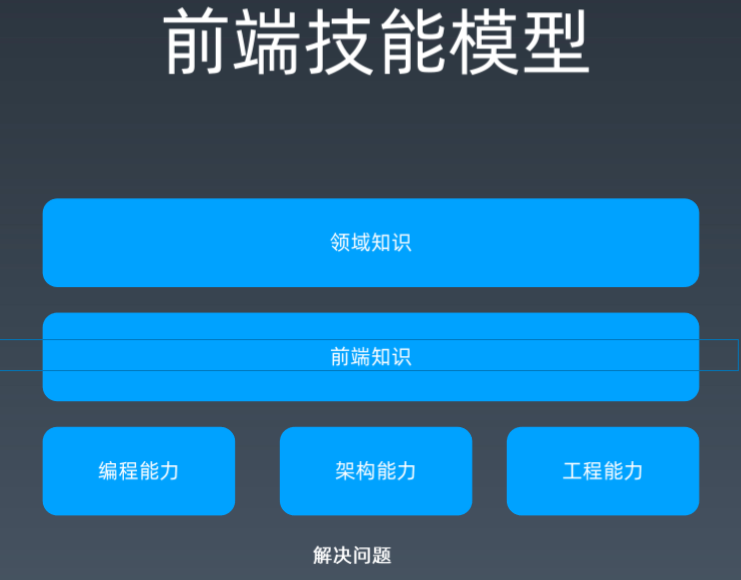 前端技能模型
领域知识
前端知识
编程能力 架构能力 工程能力
解决问题